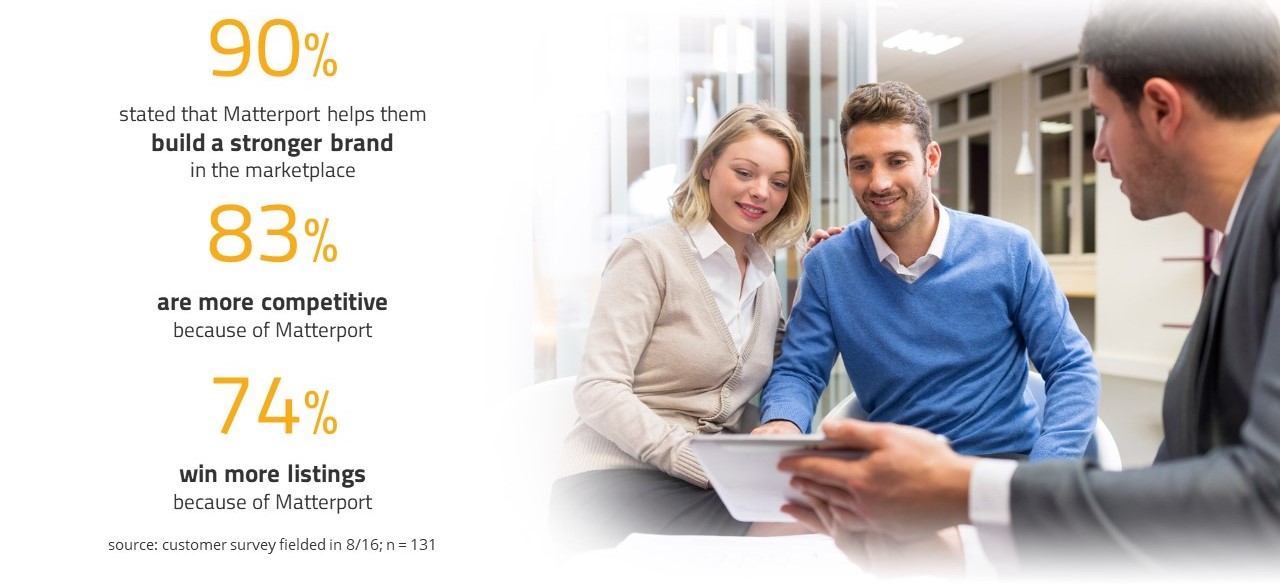 90%
stated that Matterport helps them
build a stronger brand
in the marketplace
83%
are more competitive
because of Matterport
74%
win more listings
because of Matterport
source: customer survey fielded in 8/16; n = 131